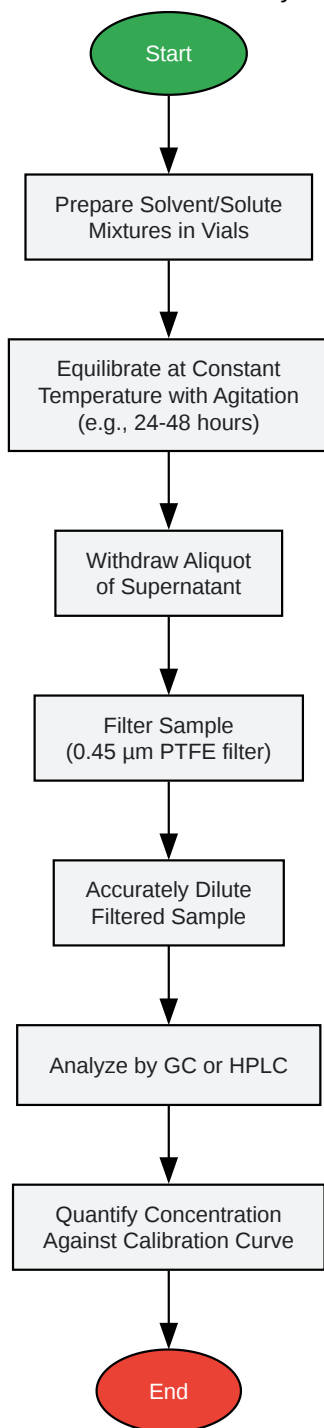 Start
Prepare Solvent/Solute
Mixtures in Vials
Equilibrate at Constant
Temperature with Agitation
(e.g., 24-48 hours)
Withdraw Aliquot
of Supernatant
Filter Sample
(0.45 µm PTFE filter)
Accurately Dilute
Filtered Sample
Analyze by GC or HPLC
Quantify Concentration
Against Calibration Curve
End